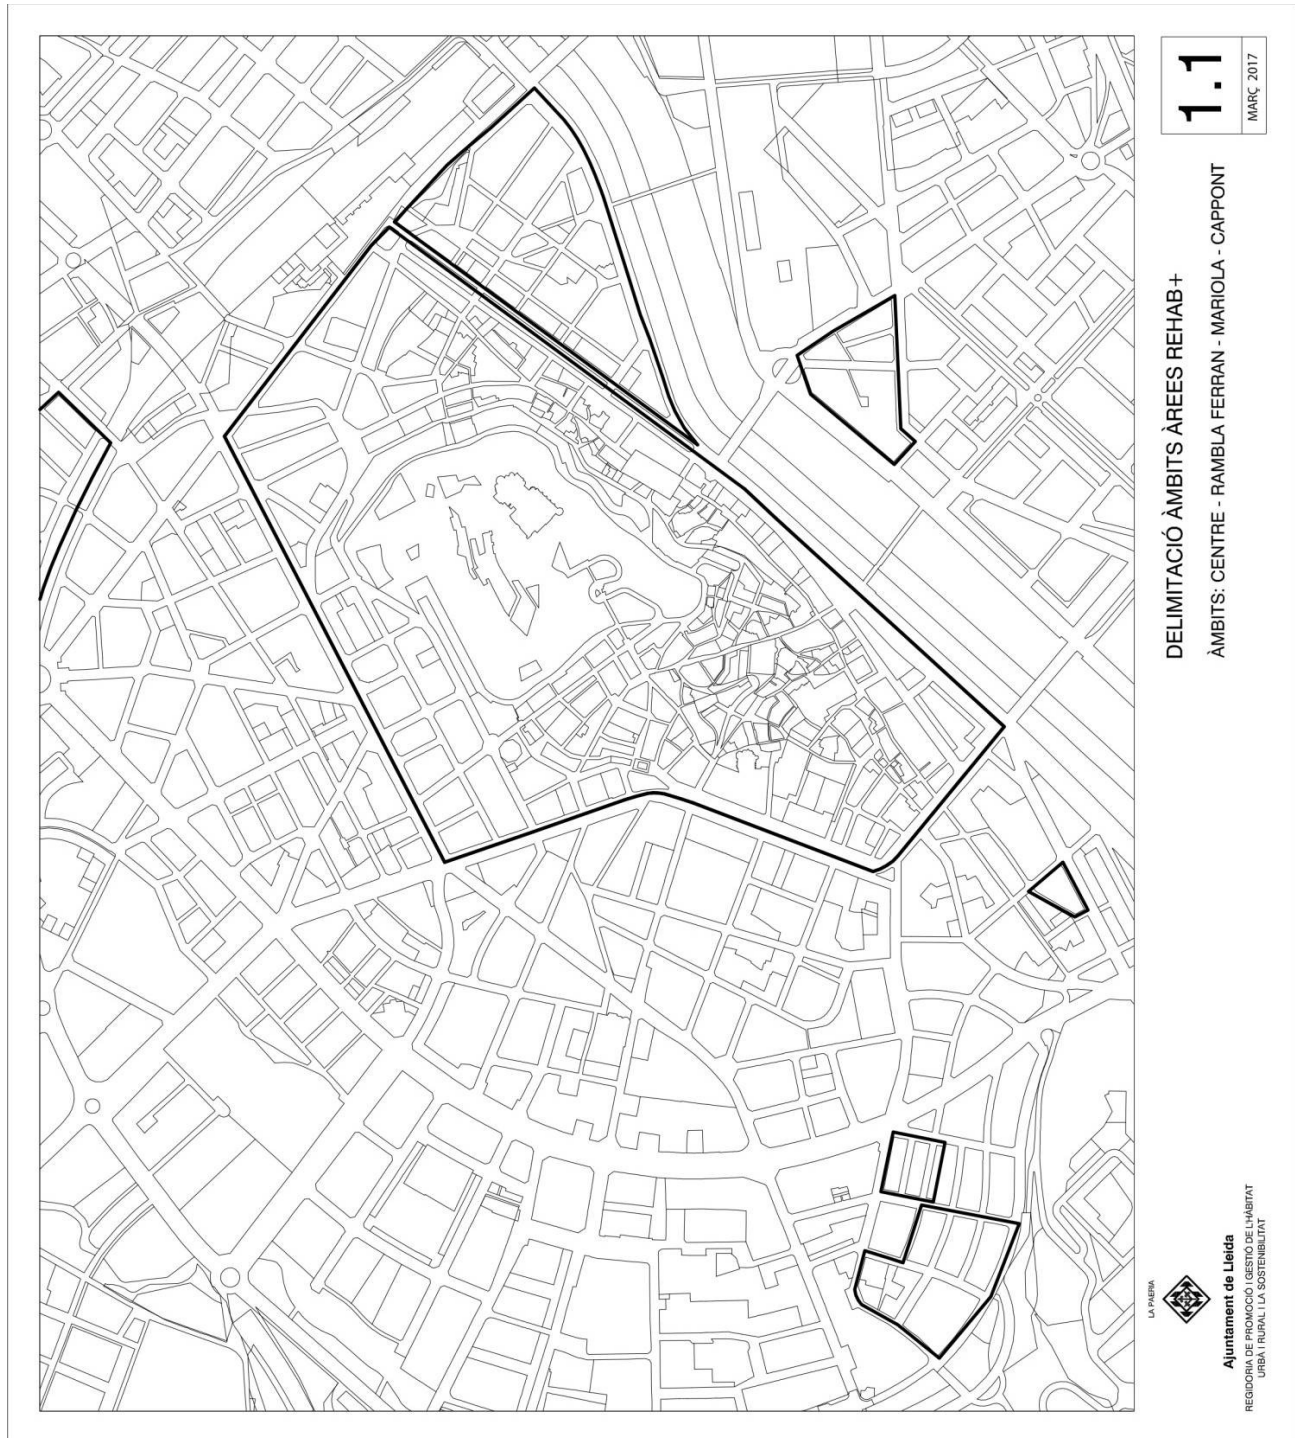 LA PAERIA
Ajuntament de Lleida
REGIDORIA DE PROMOCIÓ I GESTIÓ DE L'HÀBITAT
URBÀ I RURAL I LA SOSTENIBILITAT
DELIMITACIÓ ÀMBITS ÀREES REHAB+
ÀMBITS: CENTRE - RAMBLA FERRAN - MARIOLA - CAPPONT
1.1
MARÇ 2017